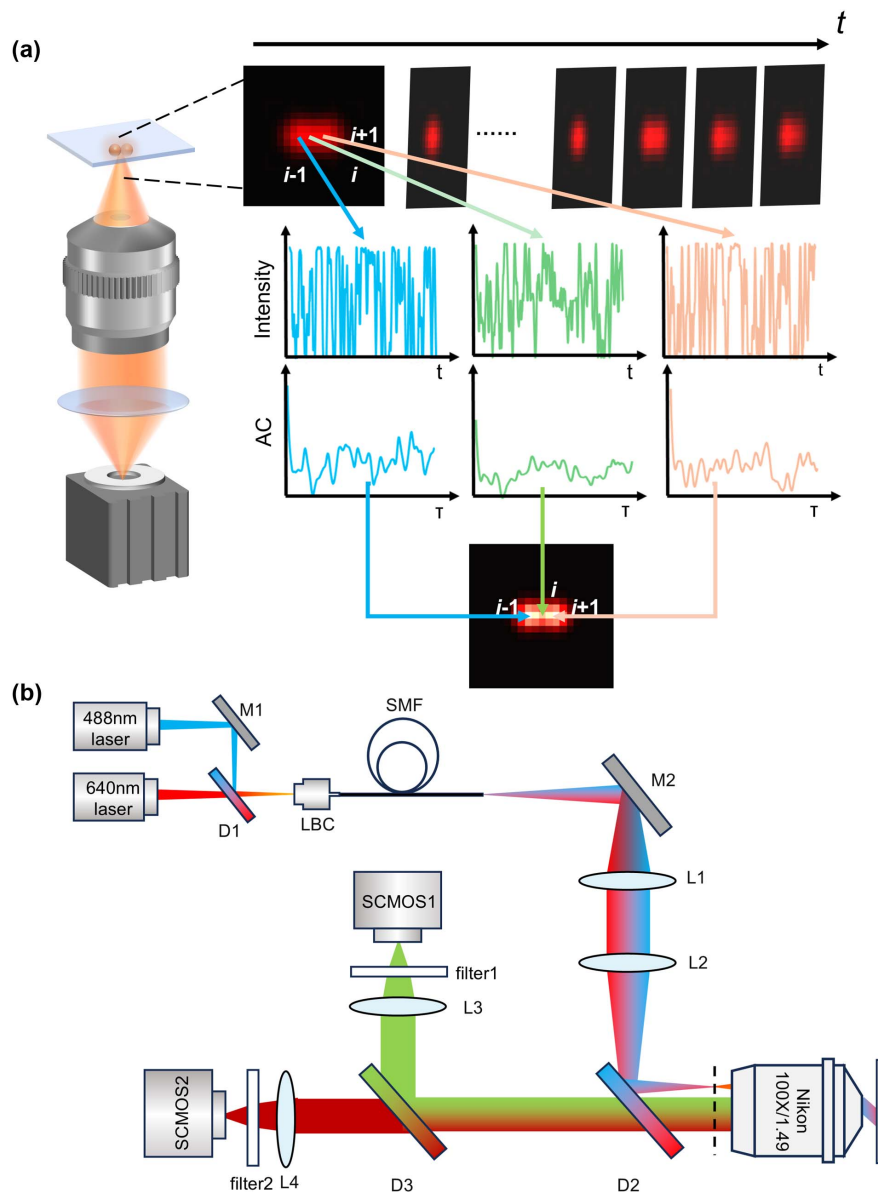 (a)
t
i+1
i-1
i
......
Intensity
t
t
t
AC
τ
τ
τ
i
i-1
i+1
(b)
488nm
laser
M1
SMF
640nm
laser
D1
LBC
M2
L1
SCMOS1
L2
filter1
L3
SCMOS2
Nikon
100X/1.49
filter2
L4
D3
D2